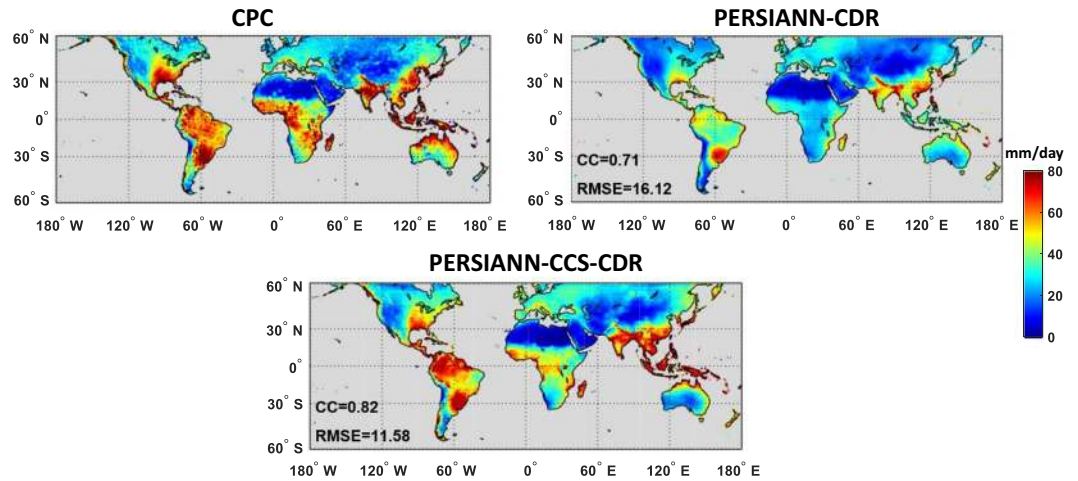 CPC
60° N
30° N
0°
30° S
60° S
180° W 120° W 60° W 0° 60° E 120° E 180° E
PERSIANN-CDR
60° N
30° N
0°
30° S
60° S
CC=0.71
RMSE=16.12
180° W 120° W 60° W 0° 60° E 120° E 180° E
mm/day
80
60
40
20
0
PERSIANN-CCS-CDR
60° N
30° N
0°
30° S
60° S
CC=0.82
RMSE=11.58
180° W 120° W 60° W 0° 60° E 120° E 180° E